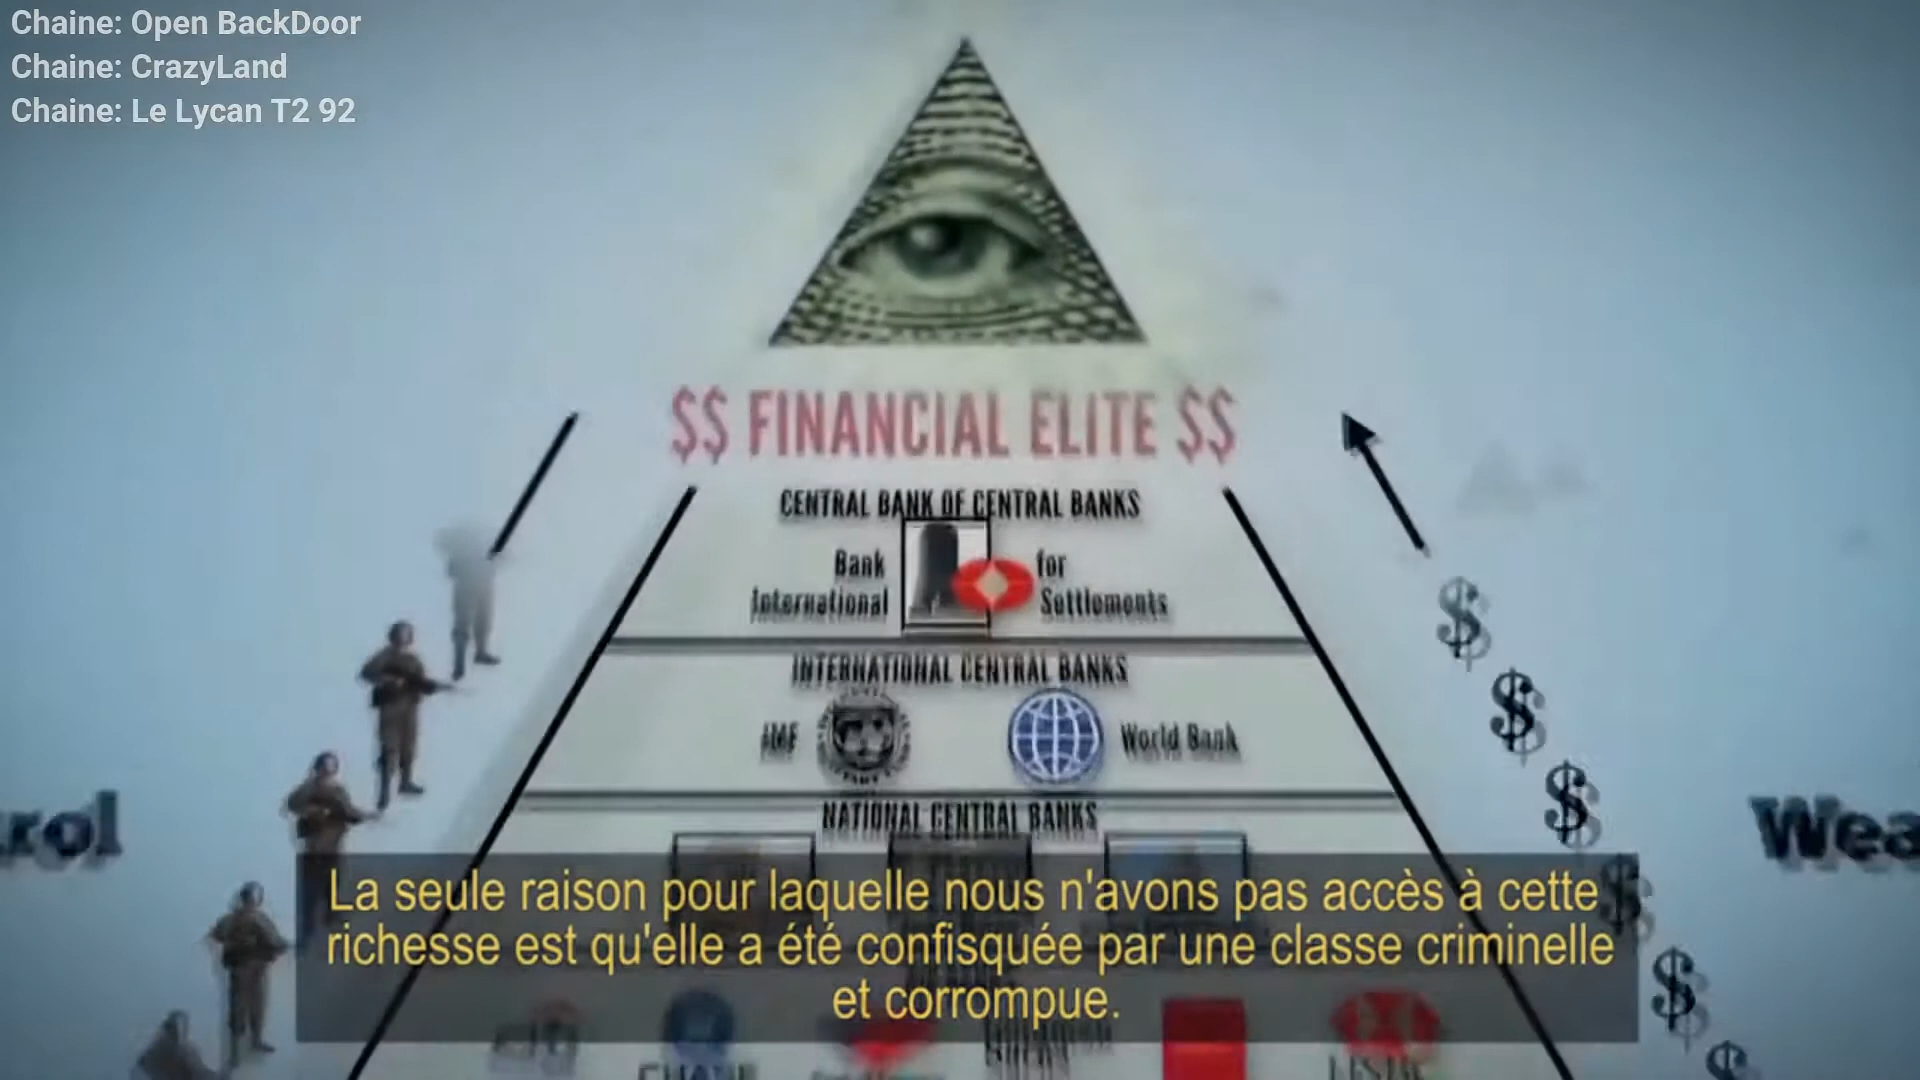 Chaine: Open BackDoor
Chaine: CrazyLand
Chaine: Le Lycan T2 92
$$ FINANCIAL ELITE $$
CENTRAL BANK OF CENTRAL BANKS
Bank for
International Settlements
INTERNATIONAL CENTRAL BANKS
IMF World Bank
NATIONAL CENTRAL BANKS
rol Wea
La seule raison pour laquelle nous n'avons pas accès à cette
richesse est qu'elle a été confisquée par une classe criminelle
et corrompue.